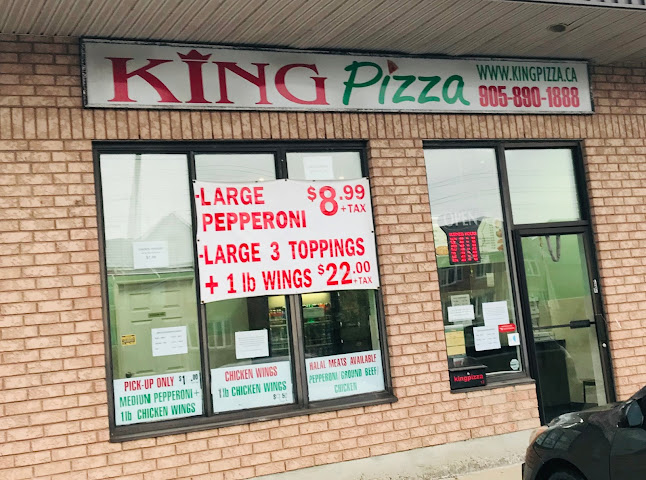 KING Pizza
WWW.KINGPIZZA.CA
905-890-1888
-LARGE PEPPERONI $8.99 +TAX
-LARGE 3 TOPPINGS
+ 1 lb WINGS $22.00 +TAX
OPEN
PICK-UP ONLY
MEDIUM PEPPERONI +
1lb CHICKEN WINGS
CHICKEN WINGS
1lb CHICKEN WINGS
HALAL MEATS AVAILABLE
PEPPERONI/GROUND BEEF
CHICKEN
kingpizza